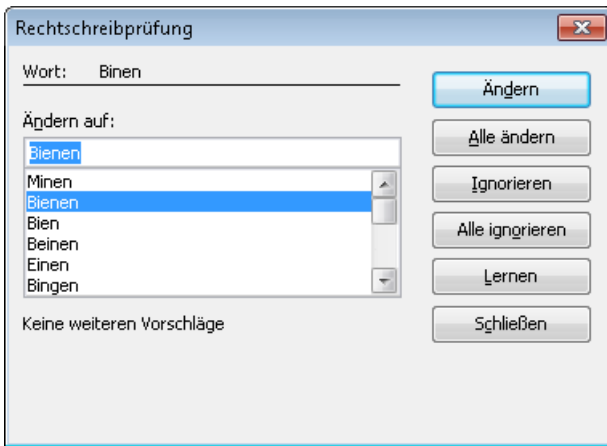 Rechtschreibprüfung
Wort: Binen
Ändern auf:
Bienen
Minen
Bienen
Bien
Beinen
Einen
Bingen
Keine weiteren Vorschläge
Ändern
Alle ändern
Ignorieren
Alle ignorieren
Lernen
Schließen